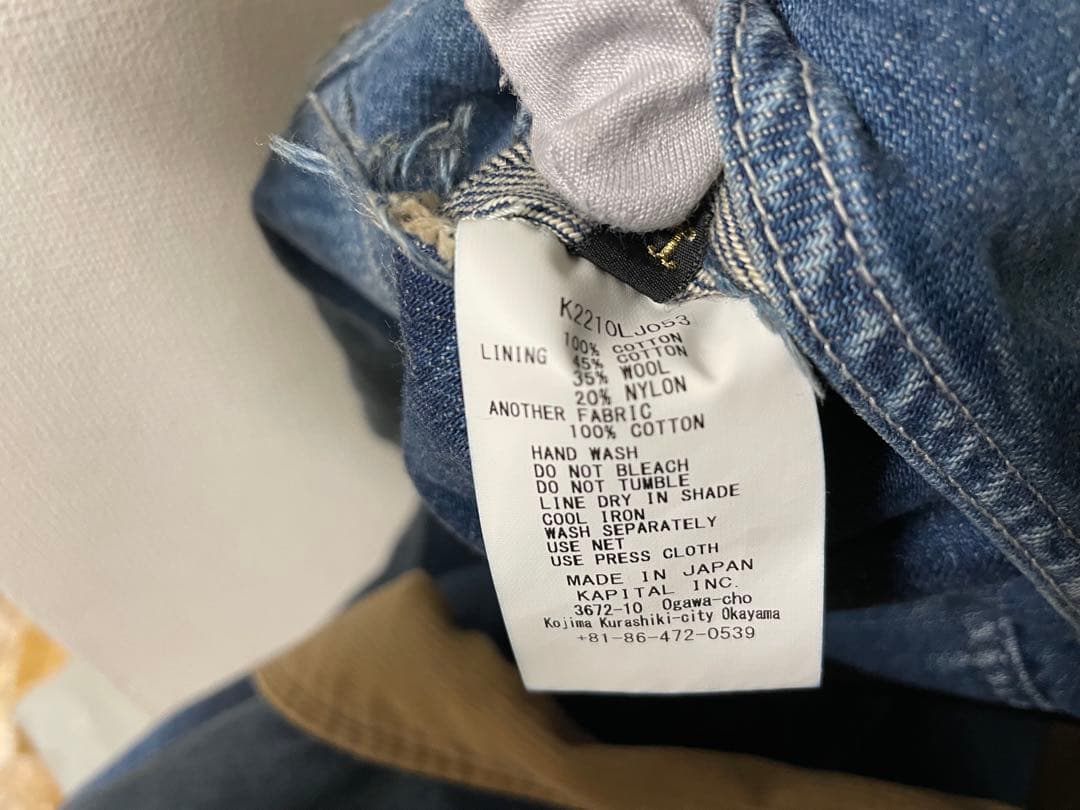 K2210LJ053
100% COTTON
LINING 45% COTTON
35% WOOL
20% NYLON
ANOTHER FABRIC
100% COTTON
HAND WASH
DO NOT BLEACH
DO NOT TUMBLE
LINE DRY IN SHADE
COOL IRON
WASH SEPARATELY
USE NET
USE PRESS CLOTH
MADE IN JAPAN
KAPITAL INC.
3672-10 Ogawa-cho
Kojima Kurashiki-city Okayama
+81-86-472-0539